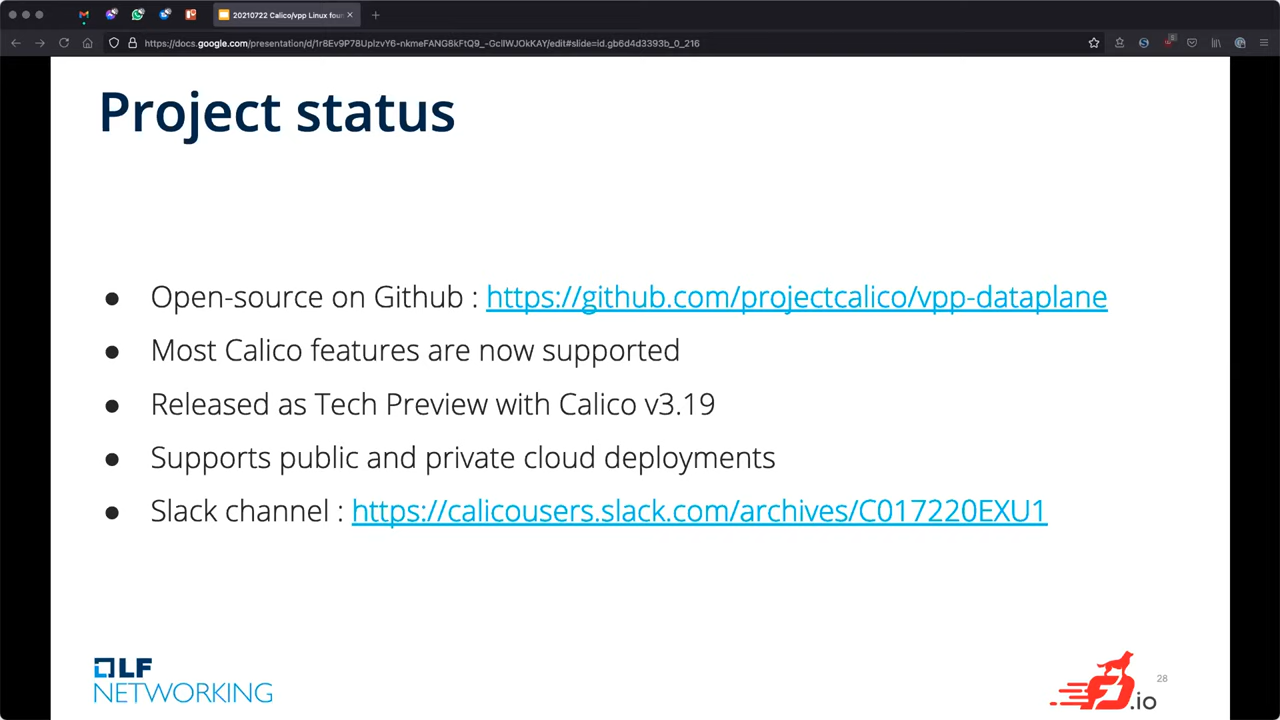 20210722 Calico/vpp Linux fou
https://docs.google.com/presentation/d/1r8Ev9P78UplzvY6-nkmeFANG8kFtQ9_-GcIlWJOkKAY/edit#slide=id.gb6d4d3393b_0_216
Project status
● Open-source on Github : https://github.com/projectcalico/vpp-dataplane
● Most Calico features are now supported
● Released as Tech Preview with Calico v3.19
● Supports public and private cloud deployments
● Slack channel : https://calicousers.slack.com/archives/C017220EXU1
LF
NETWORKING
FD.io
28